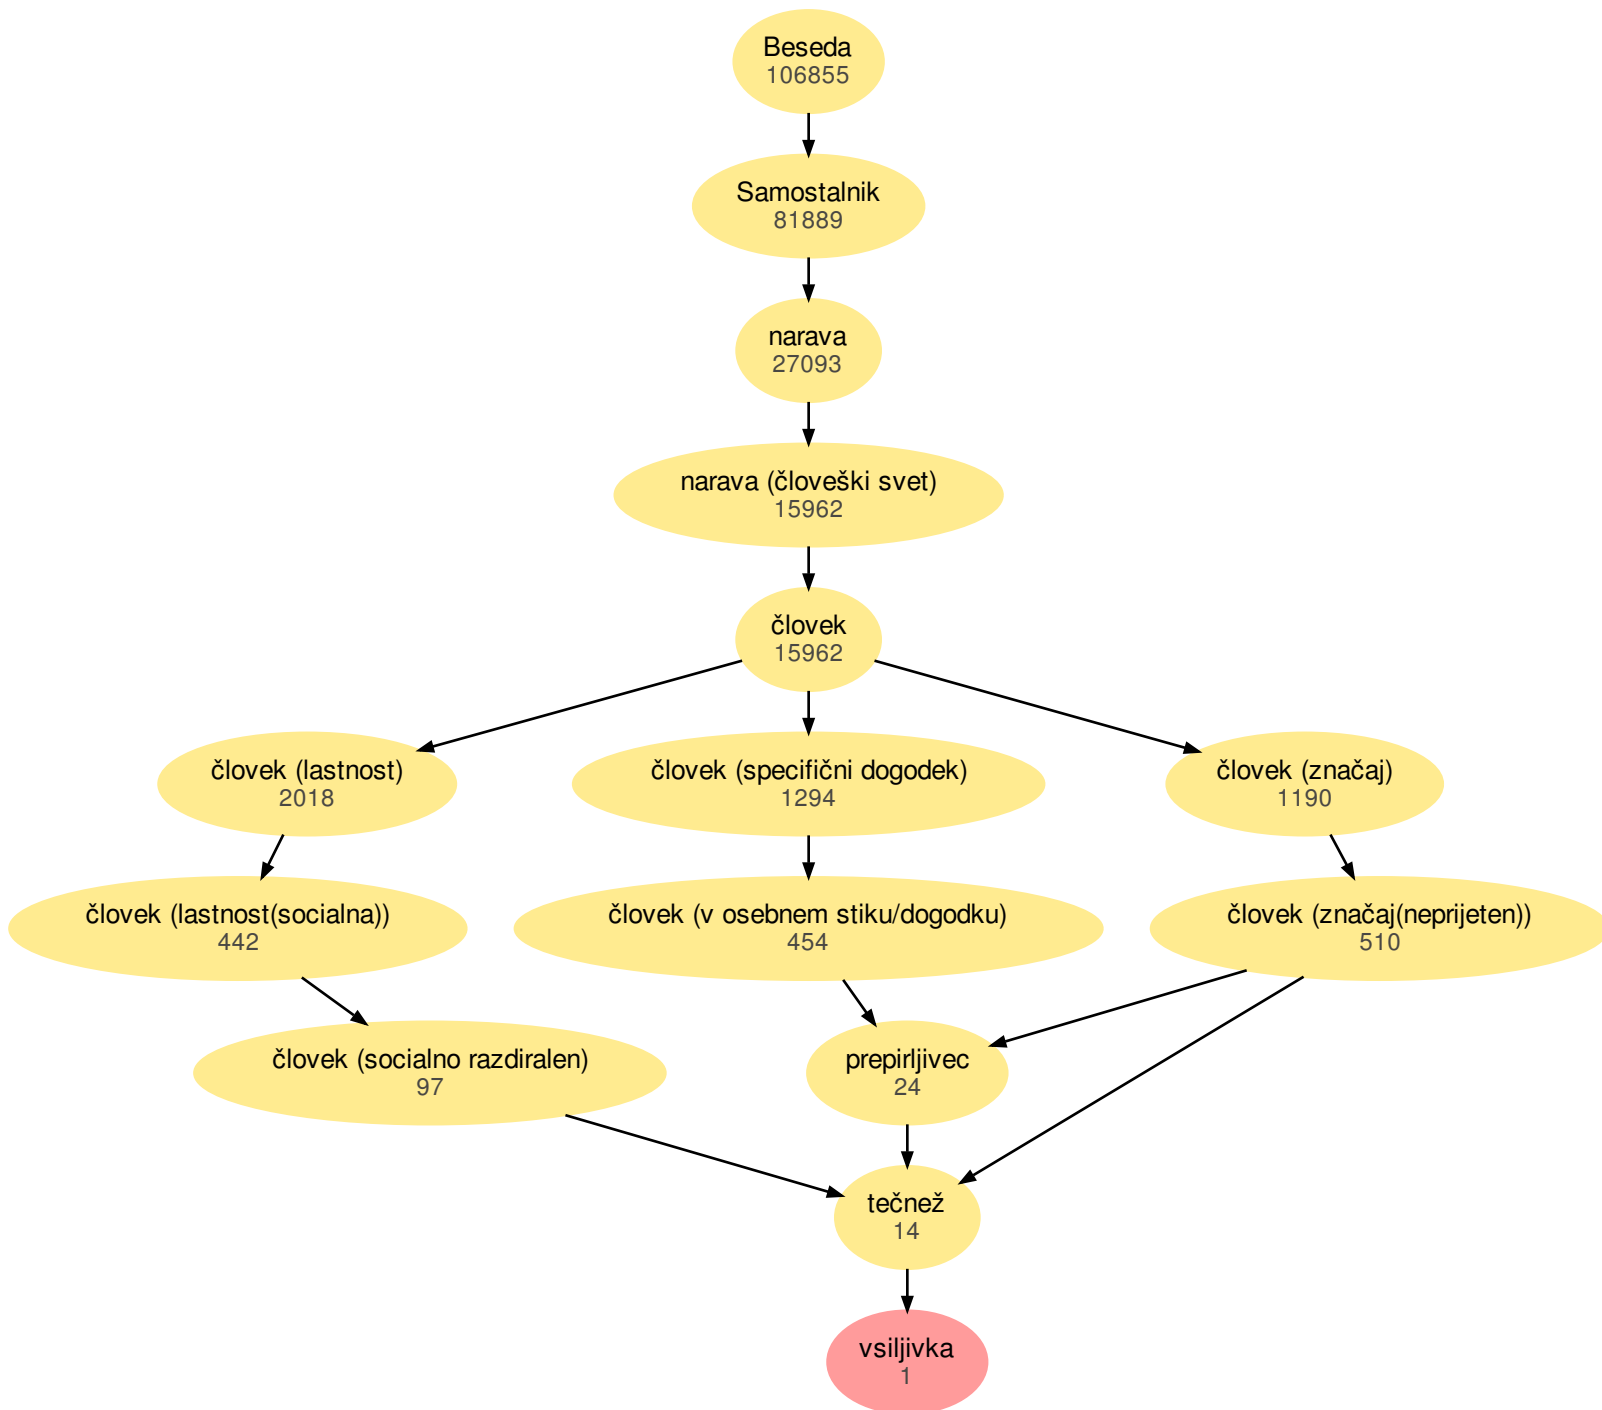 Beseda
106855
Samostalnik
81889
narava
27093
narava (človeški svet)
15962
človek
15962
človek (lastnost)
2018
človek (specifični dogodek)
1294
človek (značaj)
1190
človek (lastnost(socialna))
442
človek (v osebnem stiku/dogodku)
454
človek (značaj(neprijeten))
510
človek (socialno razdiralen)
97
prepirljivec
24
tečnež
14
vsiljivka
1